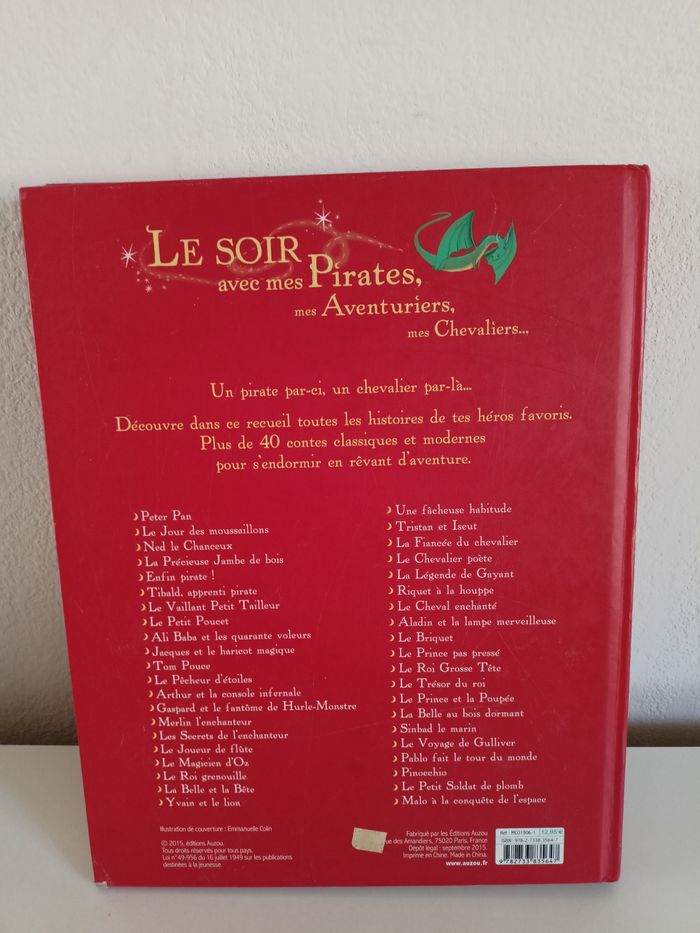 LE SOIR
avec mes Pirates,
mes Aventuriers,
mes Chevaliers...
Un pirate par-ci, un chevalier par-là...
Découvre dans ce recueil toutes les histoires de tes héros favoris.
Plus de 40 contes classiques et modernes
pour s'endormir en rêvant d'aventure.
Peter Pan
Le Jour des moussaillons
Ned le Chanceux
La Précieuse Jambe de bois
Enfin pirate !
Tibald, apprenti pirate
Le Vaillant Petit Tailleur
Le Petit Poucet
Ali Baba et les quarante voleurs
Jacques et le haricot magique
Tom Pouce
Le Pêcheur d'étoiles
Arthur et la console infernale
Gaspard et le fantôme de Hurle-Monstre
Merlin l'enchanteur
Les Secrets de l'enchanteur
Le Joueur de flûte
Le Magicien d'Oz
Le Roi grenouille
La Belle et la Bête
Yvain et le lion
Une fâcheuse habitude
Tristan et Iseut
La Fiancée du chevalier
Le Chevalier poète
La Légende de Gayant
Riquet à la houppe
Le Cheval enchanté
Aladin et la lampe merveilleuse
Le Briquet
Le Prince pas pressé
Le Roi Grosse Tête
Le Trésor du roi
Le Prince et la Poupée
La Belle au bois dormant
Sinbad le marin
Le Voyage de Gulliver
Pablo fait le tour du monde
Pinocchio
Le Petit Soldat de plomb
Malo à la conquête de l'espace
Illustration de couverture : Emmanuelle Colin
© 2015, éditions Auzou.
Tous droits réservés pour tous pays.
Loi n°49-956 du 16 juillet 1949 sur les publications
destinées à la jeunesse.
Fabriqué par les Éditions Auzou
rue des Amandiers, 75020 Paris, France
Dépôt légal : septembre 2015.
Imprimé en Chine. Made in China.
www.auzou.fr
Réf : MC01906-1 12,95 €
ISBN : 978-2-7338-3564-7
9 782733 835647